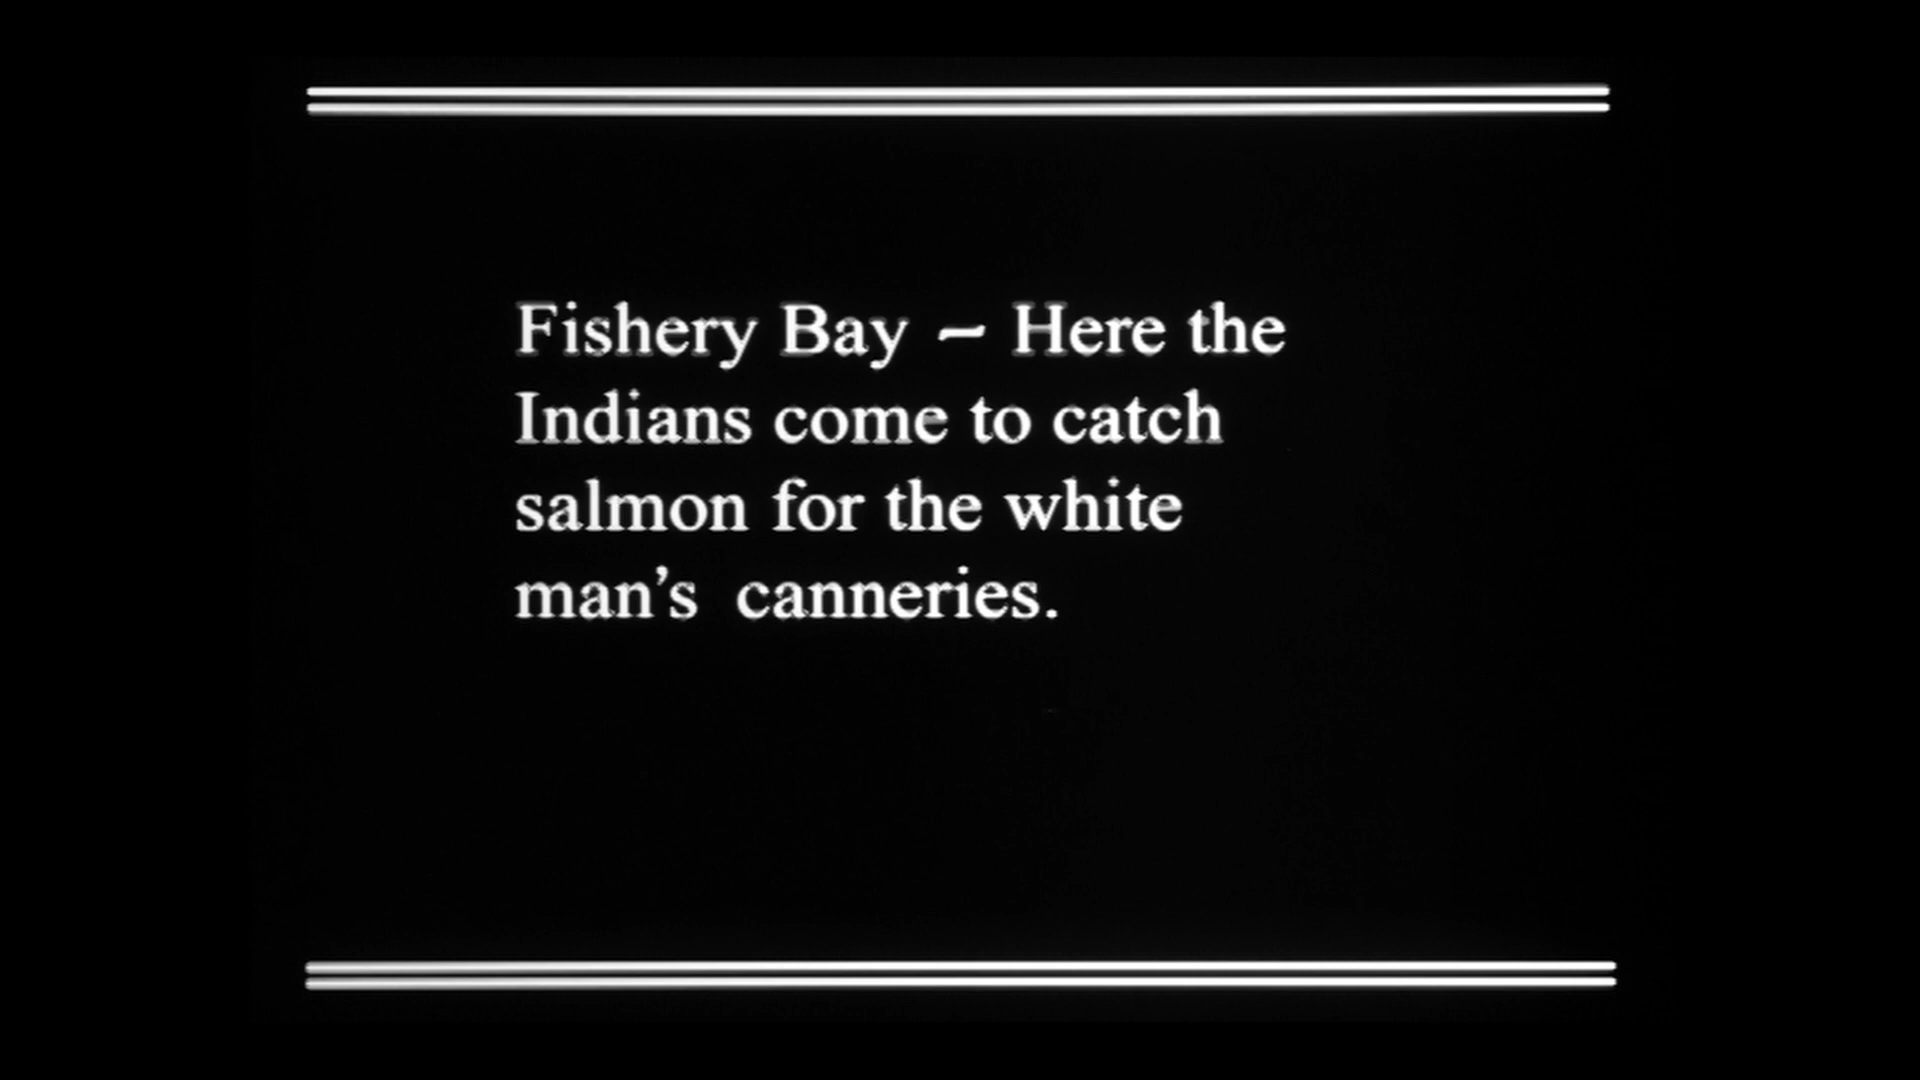 Fishery Bay – Here the
Indians come to catch
salmon for the white
man's canneries.